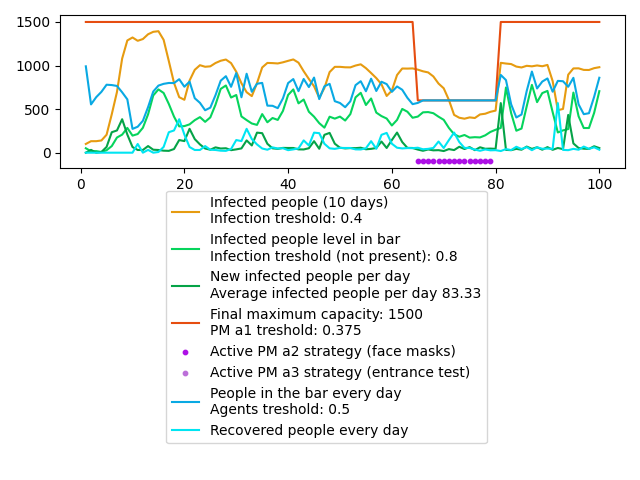 1500
1000
500
0
0
20
40
60
80
100
Infected people (10 days)
Infection treshold: 0.4
Infected people level in bar
Infection treshold (not present): 0.8
New infected people per day
Average infected people per day 83.33
Final maximum capacity: 1500
PM a1 treshold: 0.375
Active PM a2 strategy (face masks)
Active PM a3 strategy (entrance test)
People in the bar every day
Agents treshold: 0.5
Recovered people every day